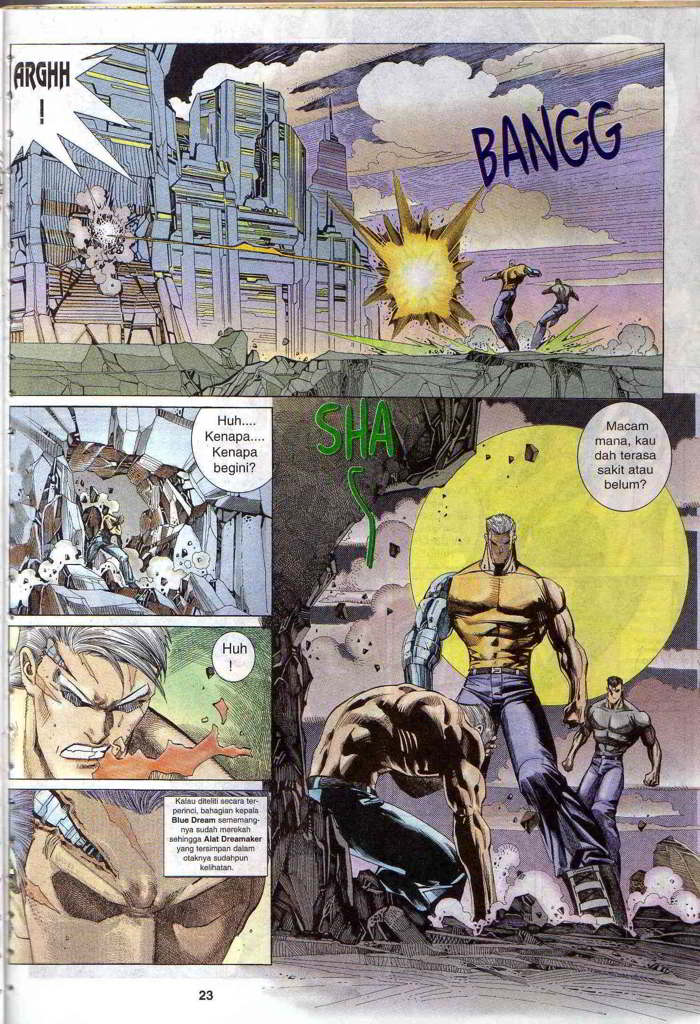 ARGHH
!
BANGG
Huh....
Kenapa....
Kenapa
begini?
SHA
Macam
mana, kau
dah terasa
sakit atau
belum?
Huh
!
Kalau diteliti secara ter-
perinci, bahagian kepala
Blue Dream sememang-
nya sudah merekah
sehingga Alat Dreamaker
yang tersimpan dalam
otaknya sudahpun
kelihatan.
23